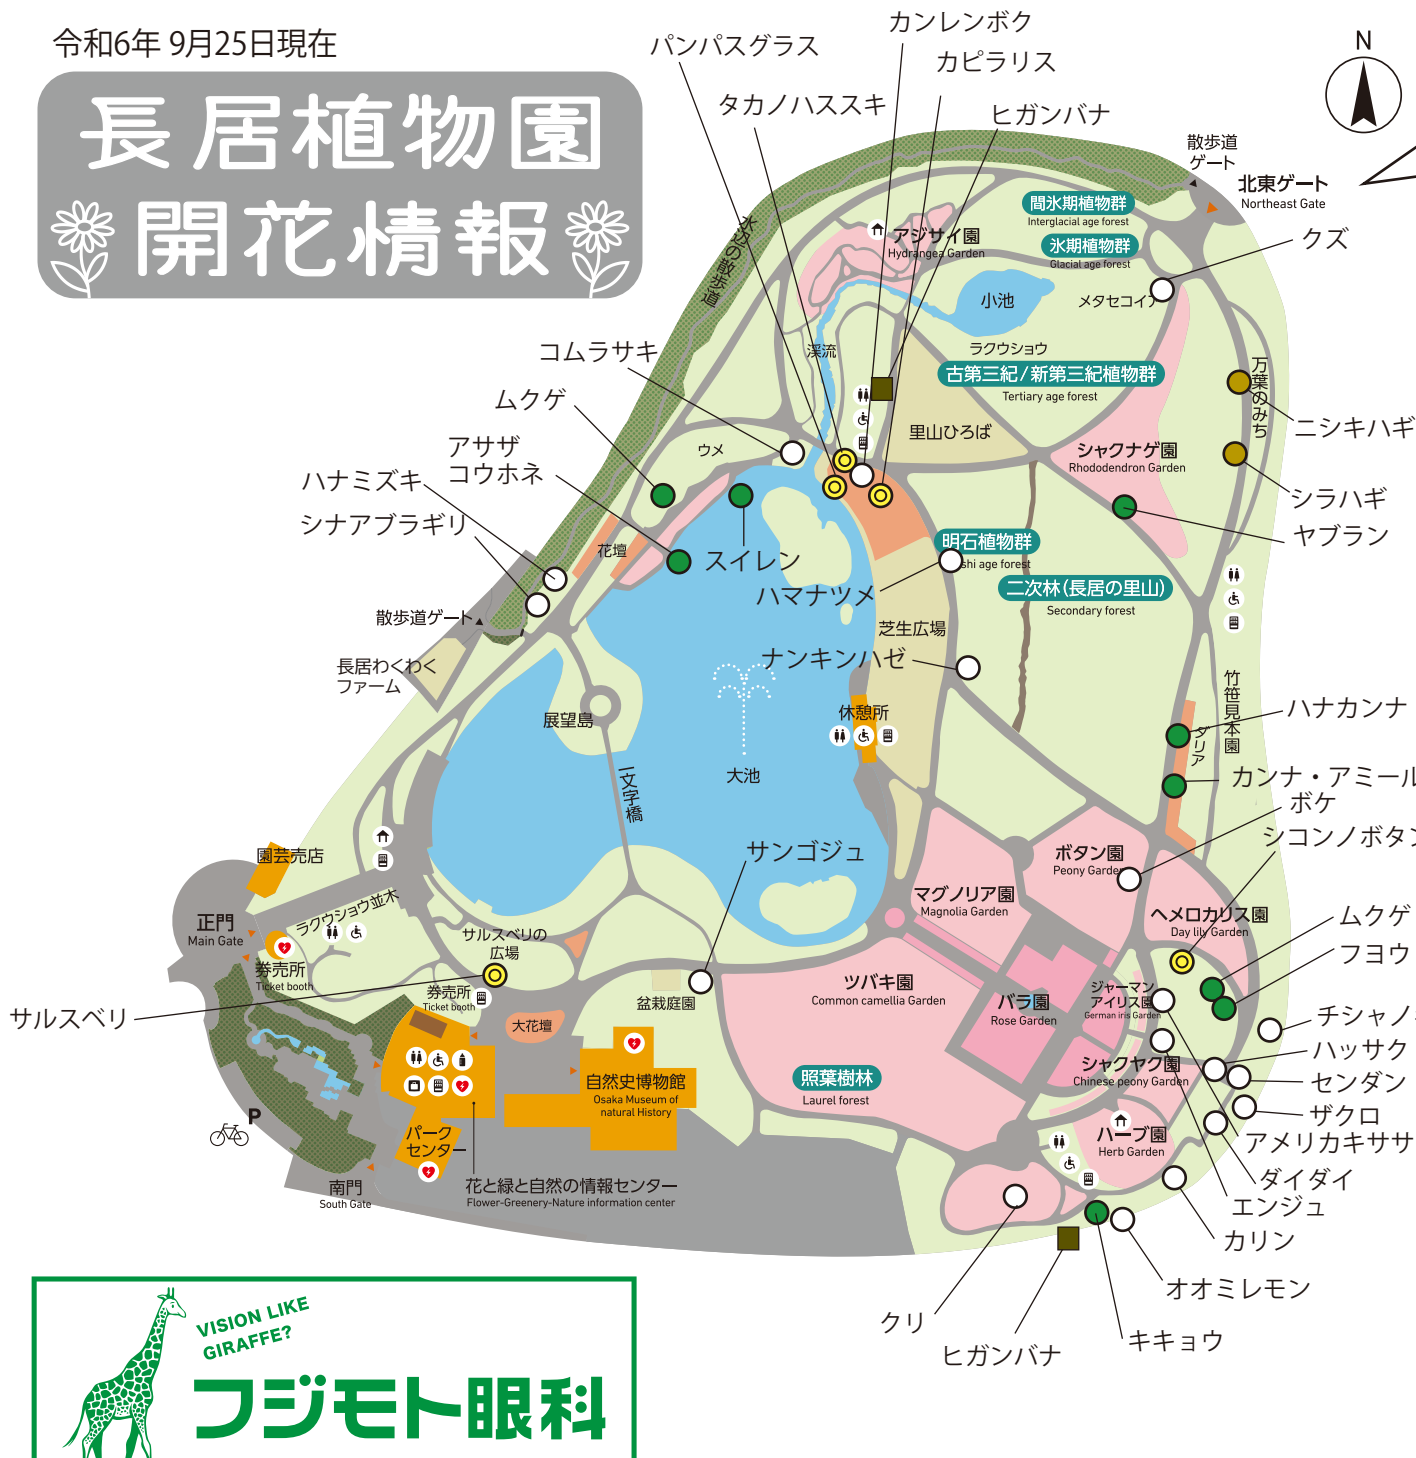 令和6年 9月25日現在
長居植物園
開花情報
パンパスグラス
カンレンボク
カピラリス
タカノハススキ
ヒガンバナ
N
散歩道
ゲート
北東ゲート
Northeast Gate
間氷期植物群
Interglacial age forest
氷期植物群
Glacial age forest
クズ
アジサイ園
Hydrangea Garden
水辺の散歩道
小池
メタセコイア
渓流
ラクウショウ
古第三紀/新第三紀植物群
Tertiary age forest
万葉のみち
コムラサキ
ムクゲ
アサザ
コウホネ
ハナミズキ
シナアブラギリ
ウメ
里山ひろば
シャクナゲ園
Rhododendron Garden
ニシキハギ
シラハギ
ヤブラン
花壇
スイレン
明石植物群
shi age forest
ハマナツメ
二次林(長居の里山)
Secondary forest
散歩道ゲート
芝生広場
長居わくわく
ファーム
ナンキンハゼ
竹笹見本園
展望島
休憩所
ハナカンナ
ダリア
大池
一文字橋
カンナ・アミール
ボケ
シコンノボタン
園芸売店
サンゴジュ
ボタン園
Peony Garden
マグノリア園
Magnolia Garden
ラクウショウ並木
正門
Main Gate
サルスベリの
広場
ヘメロカリス園
Day lily Garden
ムクゲ
フヨウ
券売所
Ticket booth
券売所
Ticket booth
盆栽庭園
ツバキ園
Common camellia Garden
バラ園
Rose Garden
ジャーマン
アイリス園
German iris Garden
サルスベリ
大花壇
チシャノ
ハッサク
シャクヤク園
Chinese peony Garden
センダン
自然史博物館
Osaka Museum of
natural History
照葉樹林
Laurel forest
ザクロ
P
パーク
センター
ハーブ園
Herb Garden
アメリカキササ
ダイダイ
エンジュ
南門
South Gate
花と緑と自然の情報センター
Flower-Greenery-Nature information center
カリン
オオミレモン
クリ
ヒガンバナ
キキョウ
VISION LIKE
GIRAFFE?
フジモト眼科